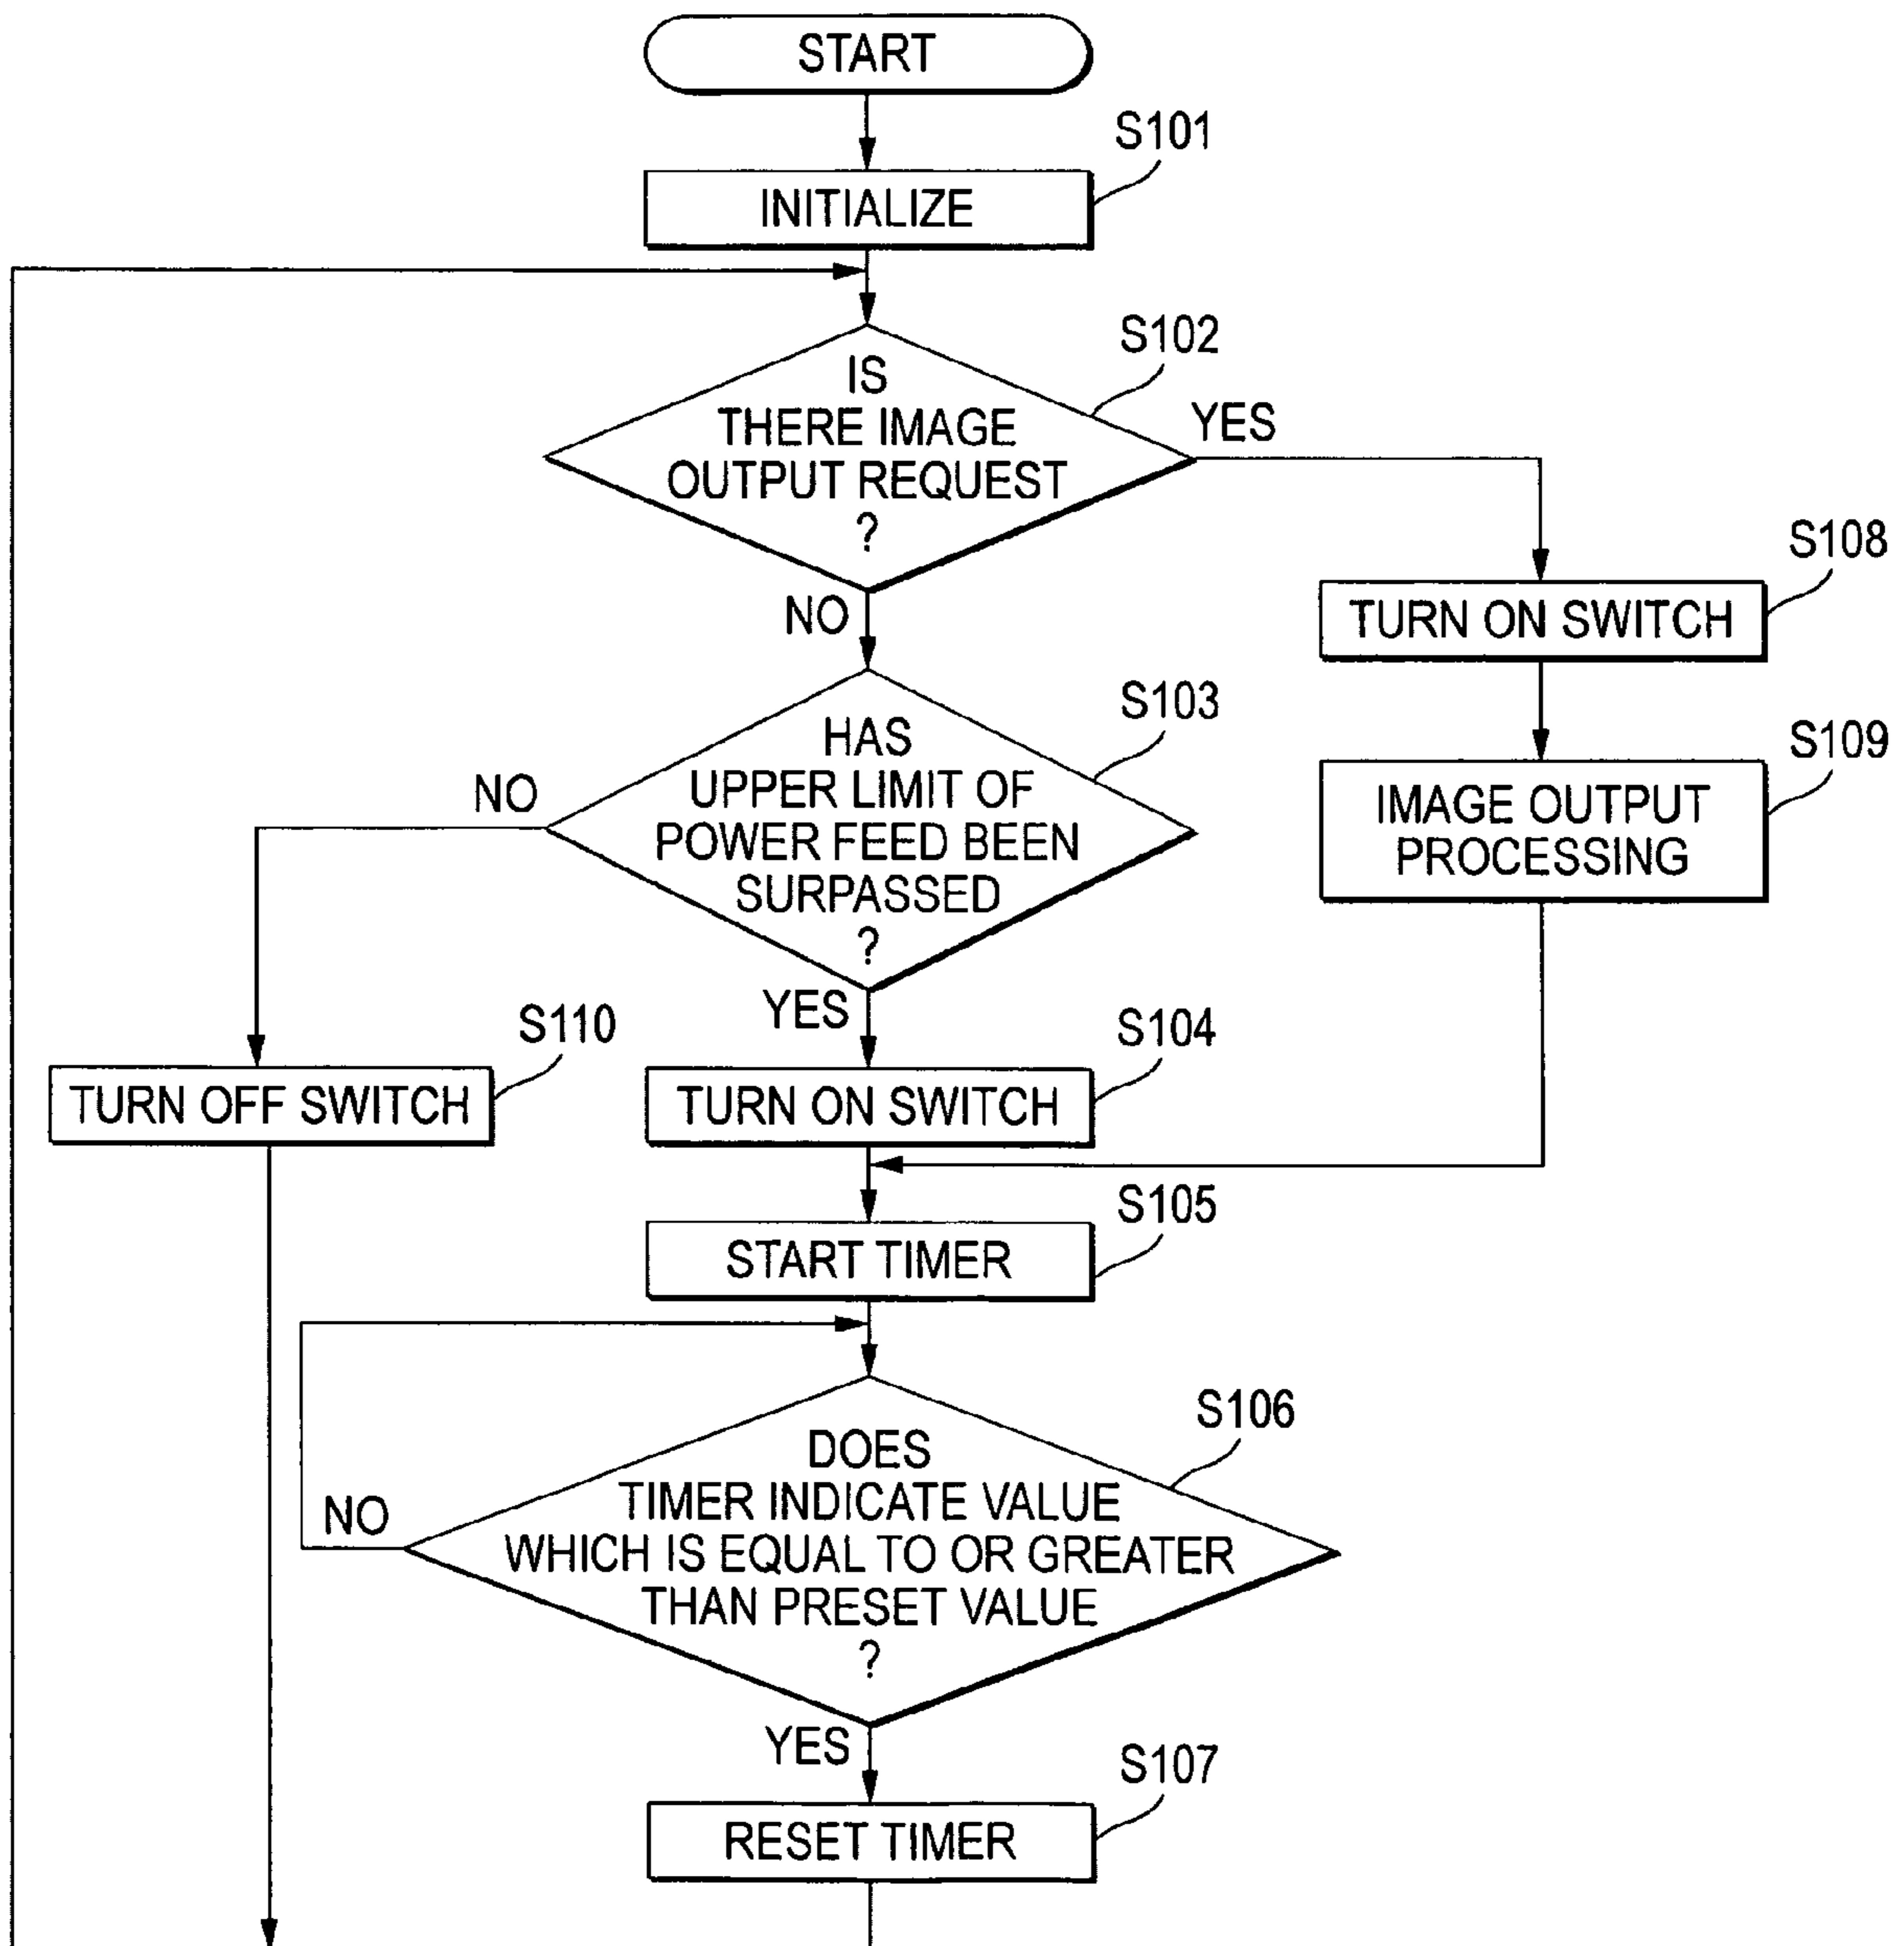 START
S101
INITIALIZE
S102
IS
THERE IMAGE
OUTPUT REQUEST
?
YES
NO
S108
TURN ON SWITCH
S103
HAS
UPPER LIMIT OF
POWER FEED BEEN
SURPASSED
?
NO
YES
S109
IMAGE OUTPUT
PROCESSING
S110
TURN OFF SWITCH
S104
TURN ON SWITCH
S105
START TIMER
S106
DOES
TIMER INDICATE VALUE
WHICH IS EQUAL TO OR GREATER
THAN PRESET VALUE
?
NO
YES
S107
RESET TIMER